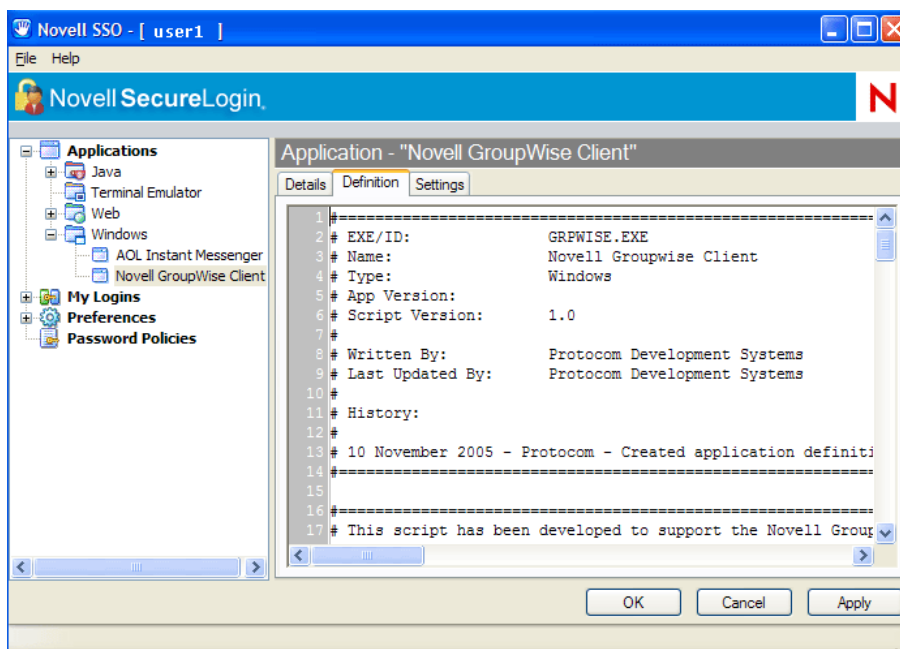 Novell SSO - [ user1 ]
File Help
Novell SecureLogin
N
Applications
Java
Terminal Emulator
Web
Windows
AOL Instant Messenger
Novell GroupWise Client
My Logins
Preferences
Password Policies
Application - "Novell GroupWise Client"
Details Definition Settings
1 #==========================================================
2 # EXE/ID: GRPWISE.EXE
3 # Name: Novell Groupwise Client
4 # Type: Windows
5 # App Version:
6 # Script Version: 1.0
7 #
8 # Written By: Protocom Development Systems
9 # Last Updated By: Protocom Development Systems
10 #
11 # History:
12 #
13 # 10 November 2005 - Protocom - Created application definiti
14 #==========================================================
15
16 #==========================================================
17 # This script has been developed to support the Novell Group
OK Cancel Apply